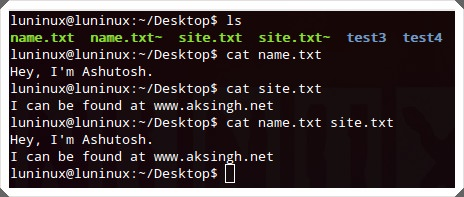 luninux@luninux:~/Desktop$ ls
name.txt  name.txt~  site.txt  site.txt~  test3  test4
luninux@luninux:~/Desktop$ cat name.txt
Hey, I'm Ashutosh.
luninux@luninux:~/Desktop$ cat site.txt
I can be found at www.aksingh.net
luninux@luninux:~/Desktop$ cat name.txt site.txt
Hey, I'm Ashutosh.
I can be found at www.aksingh.net
luninux@luninux:~/Desktop$